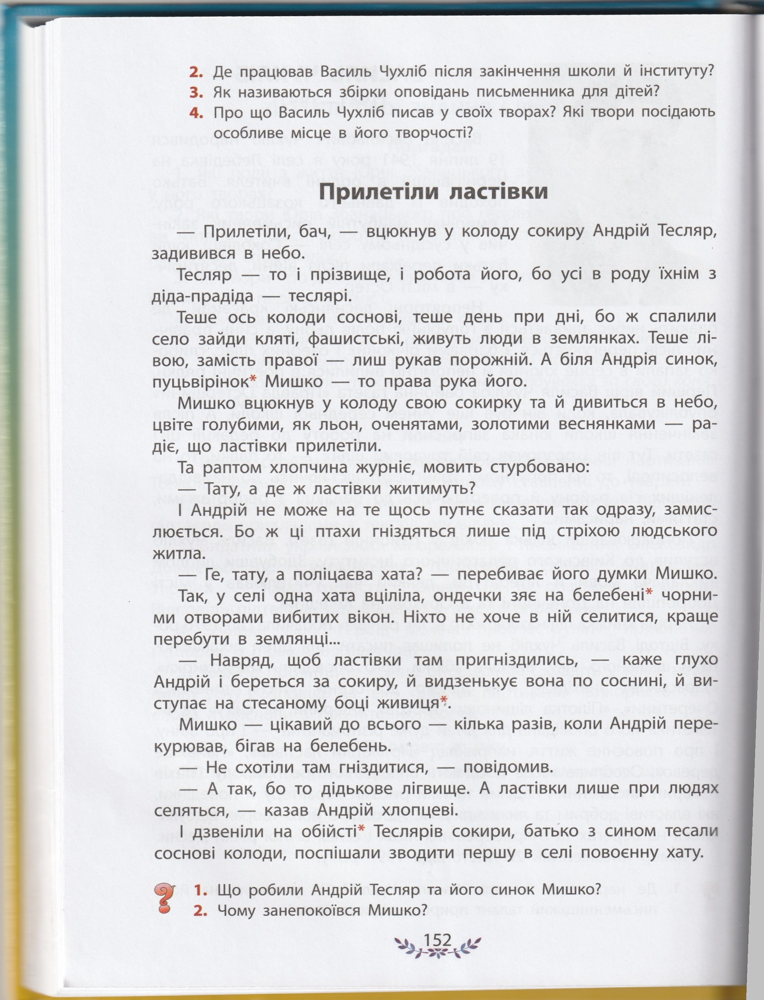 2. Де працював Василь Чухліб після закінчення школи й інституту?
3. Як називаються збірки оповідань письменника для дітей?
4. Про що Василь Чухліб писав у своїх творах? Які твори посідають
особливе місце в його творчості?
Прилетіли ластівки
— Прилетіли, бач, — вцюкнув у колоду сокиру Андрій Тесляр,
задивився в небо.
Тесляр — то і прізвище, і робота його, бо усі в роду їхнім з
діда-прадіда — теслярі.
Теше ось колоди соснові, теше день при дні, бо ж спалили
село зайди кляті, фашистські, живуть люди в землянках. Теше лі-
вою, замість правої — лиш рукав порожній. А біля Андрія синок,
пуцьвірінок* Мишко — то права рука його.
Мишко вцюкнув у колоду свою сокирку та й дивиться в небо,
цвіте голубими, як льон, оченятами, золотими веснянками — ра-
діє, що ластівки прилетіли.
Та раптом хлопчина журніє, мовить стурбовано:
— Тату, а де ж ластівки житимуть?
І Андрій не може на те щось путнє сказати так одразу, замис-
люється. Бо ж ці птахи гніздяться лише під стріхою людського
житла.
— Ге, тату, а поліцаєва хата? — перебиває його думки Мишко.
Так, у селі одна хата вціліла, ондечки зяє на белебені* чорни-
ми отворами вибитих вікон. Ніхто не хоче в ній селитися, краще
перебути в землянці...
— Навряд, щоб ластівки там пригніздились, — каже глухо
Андрій і береться за сокиру, й видзенькує вона по соснині, й ви-
ступає на стесаному боці живиця*.
Мишко — цікавий до всього — кілька разів, коли Андрій пере-
курював, бігав на белебень.
— Не схотіли там гніздитися, — повідомив.
— А так, бо то дідькове лігвище. А ластівки лише при людях
селяться, — казав Андрій хлопцеві.
І дзвеніли на обійсті* Теслярів сокири, батько з сином тесали
соснові колоди, поспішали зводити першу в селі повоєнну хату.
1. Що робили Андрій Тесляр та його синок Мишко?
2. Чому занепокоївся Мишко?
152